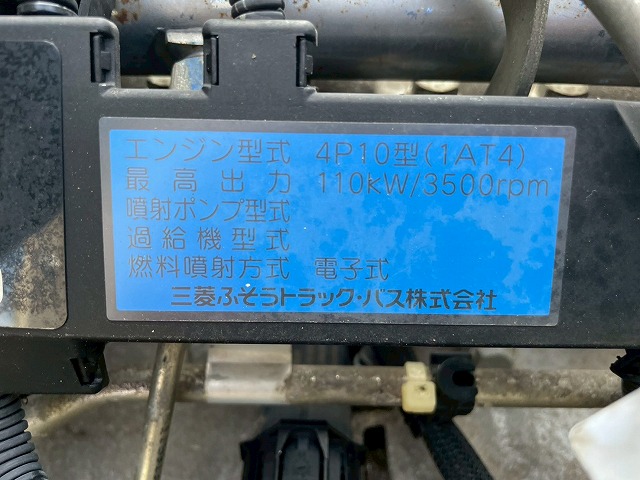 エンジン型式 4P10型(1AT4)
最高出力 110kW/3500rpm
噴射ポンプ型式
過給機型式
燃料噴射方式 電子式
三菱ふそうトラック・バス株式会社